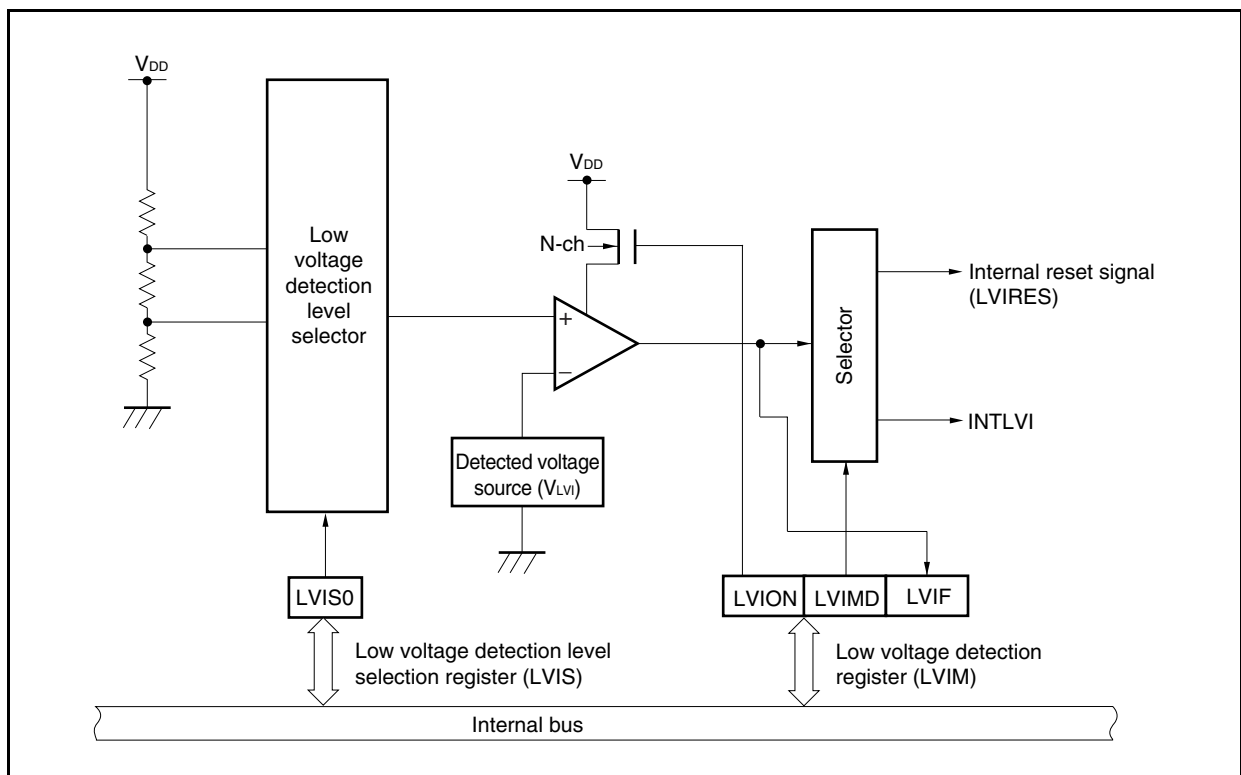 VDD
Low
voltage
detection
level
selector
VDD
N-ch
+
−
Detected voltage
source (VLVI)
Selector
Internal reset signal
(LVIRES)
INTLVI
LVIS0
LVION
LVIMD
LVIF
Low voltage detection level
selection register (LVIS)
Low voltage detection
register (LVIM)
Internal bus